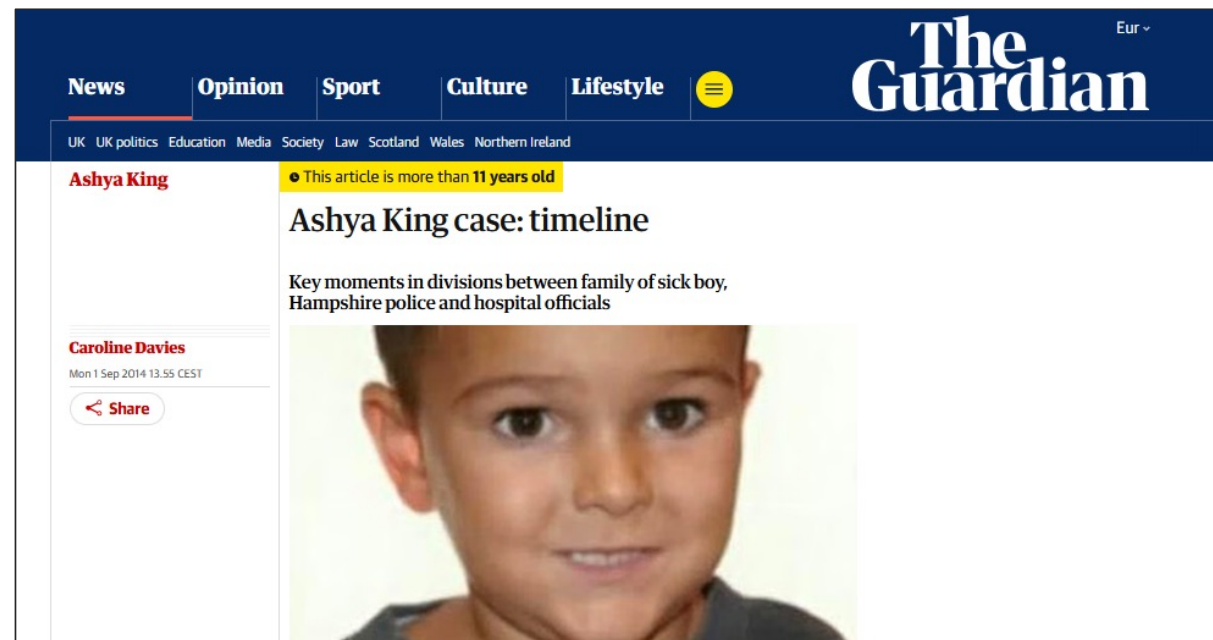 Eur
The
Guardian
News Opinion Sport Culture Lifestyle
UK UK politics Education Media Society Law Scotland Wales Northern Ireland
Ashya King
This article is more than 11 years old
Ashya King case: timeline
Key moments in divisions between family of sick boy,
Hampshire police and hospital officials
Caroline Davies
Mon 1 Sep 2014 13.55 CEST
Share